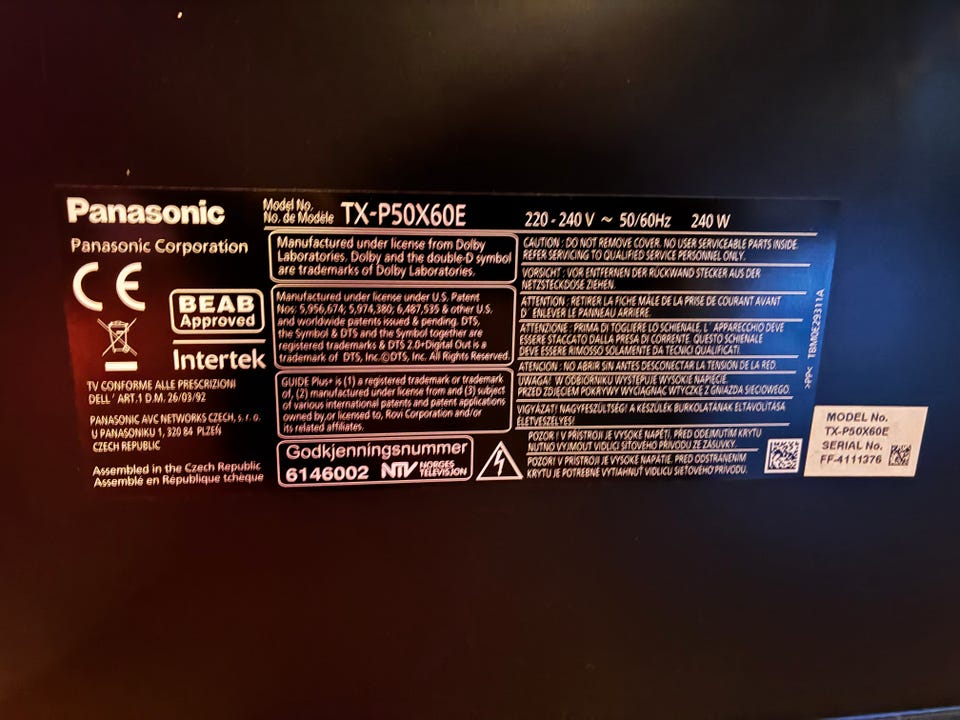 Panasonic
Model No.
No. de Modèle
TX-P50X60E
220 - 240 V ~ 50/60Hz 240 W
Panasonic Corporation
CE
BEAB
Approved
Intertek
TV CONFORME ALLE PRESCRIZIONI
DELL' ART.1 D.M. 26/03/92
PANASONIC AVC NETWORKS CZECH, s. r. o.
U PANASONIKU 1, 320 84 PLZEŇ
CZECH REPUBLIC
Assembled in the Czech Republic
Assemblé en République tchèque
Manufactured under license from Dolby
Laboratories. Dolby and the double-D symbol
are trademarks of Dolby Laboratories.
Manufactured under license under U.S. Patent
Nos: 5,956,674; 5,974,380; 6,487,535 & other U.S.
and worldwide patents issued & pending. DTS,
the Symbol & DTS and the Symbol together are
registered trademarks & DTS 2.0+Digital Out is a
trademark of DTS, Inc.©DTS, Inc. All Rights Reserved.
GUIDE Plus+ is (1) a registered trademark or trademark
of, (2) manufactured under license from and (3) subject
of various international patents and patent applications
owned by,or licensed to, Rovi Corporation and/or
its related affiliates.
Godkjenningsnummer
6146002 NTV NORGES
TELEVISION
CAUTION : DO NOT REMOVE COVER. NO USER SERVICEABLE PARTS INSIDE.
REFER SERVICING TO QUALIFIED SERVICE PERSONNEL ONLY.
VORSICHT : VOR ENTFERNEN DER RÜCKWAND STECKER AUS DER
NETZSTECKDOSE ZIEHEN.
ATTENTION : RETIRER LA FICHE MÂLE DE LA PRISE DE COURANT AVANT
D' ENLEVER LE PANNEAU ARRIERE.
ATTENZIONE : PRIMA DI TOGLIERE LO SCHIENALE, L' APPARECCHIO DEVE
ESSERE STACCATO DALLA PRESA DI CORRENTE. QUESTO SCHIENALE
DEVE ESSERE RIMOSSO SOLAMENTE DA TECNICI QUALIFICATI.
ATENCION : NO ABRIR SIN ANTES DESCONECTAR LA TENSION DE LA RED.
UWAGA! W ODBIORNIKU WYSTEPUJE WYSOKIE NAPIECIE.
PRZED ZDJECIEM POKRYWY WYCIAGNAC WTYCZKE Z GNIAZDA SIECIOWEGO.
VIGYÁZAT! NAGYFESZÜLTSÉG! A KÉSZÜLÉK BURKOLATÁNAK ELTÁVOLÍTÁSA
ÉLETVESZÉLYES!
POZOR ! V PŘÍSTROJI JE VYSOKÉ NAPĚTÍ, PŘED ODEJMUTÍM KRYTU
NUTNO VYJMOUT VIDLICI SÍŤOVÉHO PŘÍVODU ZE ZÁSUVKY.
POZOR! V PRÍSTROJI JE VYSOKÉ NAPÄTIE. PRED ODSTRÁNENÍM
KRYTU JE POTREBNÉ VYTIAHNUŤ VIDLICU SIEŤOVÉHO PRÍVODU.
>PP< TBM0E29311A
MODEL No.
TX-P50X60E
SERIAL No.
FF-4111376